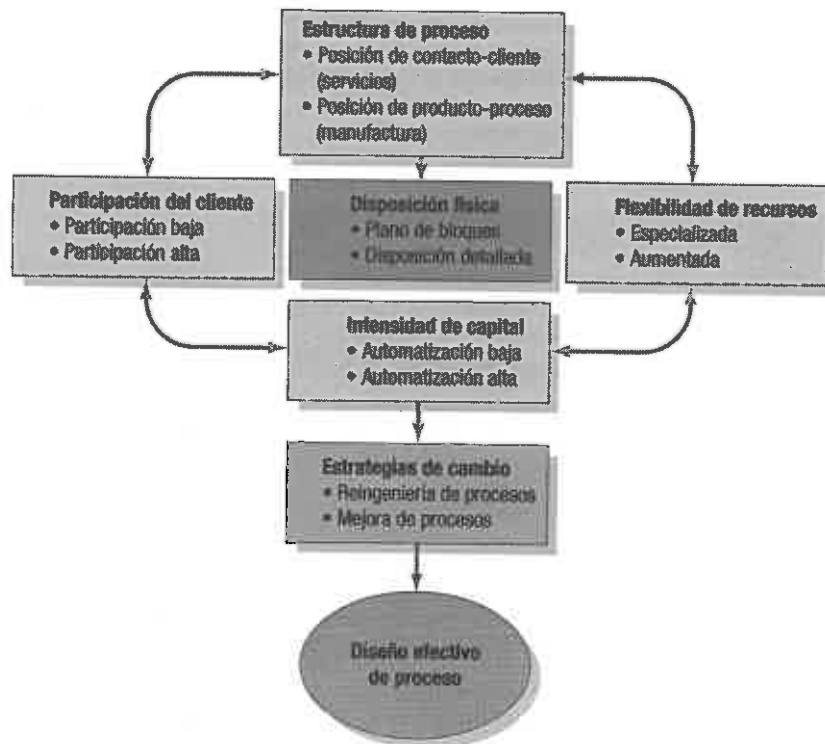 Estructura de proceso
• Posición de contacto-cliente
(servicios)
• Posición de producto-proceso
(manufactura)
Participación del cliente
• Participación baja
• Participación alta
Disposición física
• Plano de bloques
• Disposición detallada
Flexibilidad de recursos
• Especializada
• Aumentada
Intensidad de capital
• Automatización baja
• Automatización alta
Estrategias de cambio
• Reingeniería de procesos
• Mejora de procesos
Diseño efectivo
de proceso